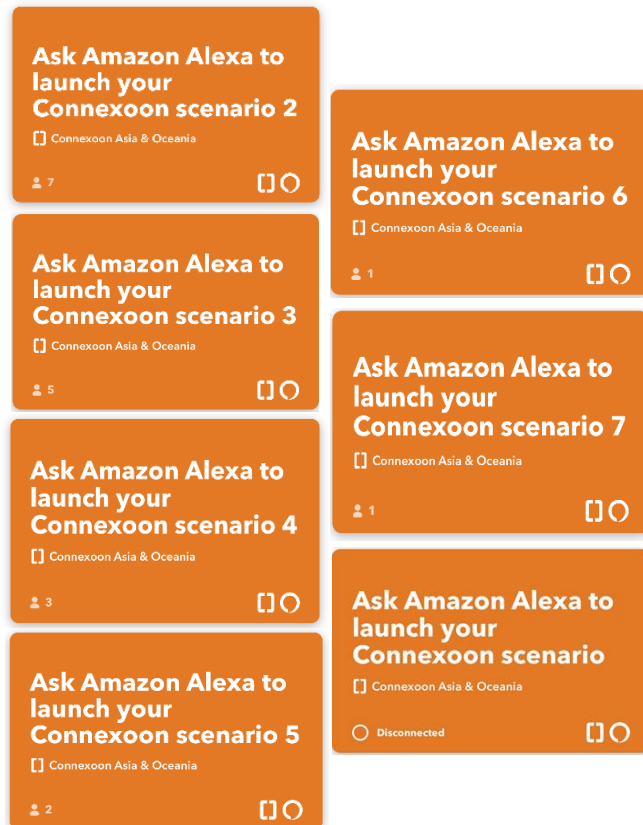 Ask Amazon Alexa to
launch your
Connexoon scenario 2
Connexoon Asia & Oceania
7
Ask Amazon Alexa to
launch your
Connexoon scenario 3
Connexoon Asia & Oceania
5
Ask Amazon Alexa to
launch your
Connexoon scenario 4
Connexoon Asia & Oceania
3
Ask Amazon Alexa to
launch your
Connexoon scenario 5
Connexoon Asia & Oceania
2
Ask Amazon Alexa to
launch your
Connexoon scenario 6
Connexoon Asia & Oceania
1
Ask Amazon Alexa to
launch your
Connexoon scenario 7
Connexoon Asia & Oceania
1
Ask Amazon Alexa to
launch your
Connexoon scenario
Connexoon Asia & Oceania
Disconnected